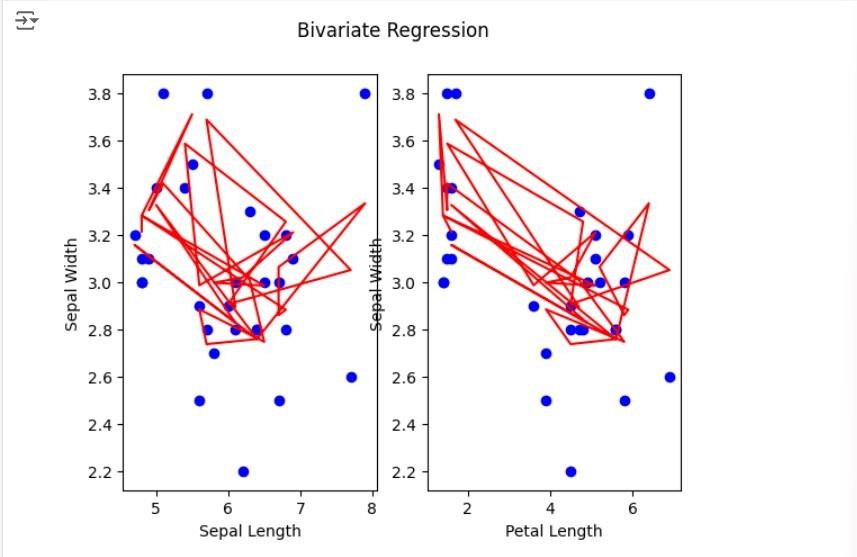 Bivariate Regression
3.8
3.6
3.4
3.2
3.0
2.8
2.6
2.4
2.2
Sepal Width
5 6 7 8
Sepal Length
3.8
3.6
3.4
3.2
3.0
2.8
2.6
2.4
2.2
Sepal Width
2 4 6
Petal Length